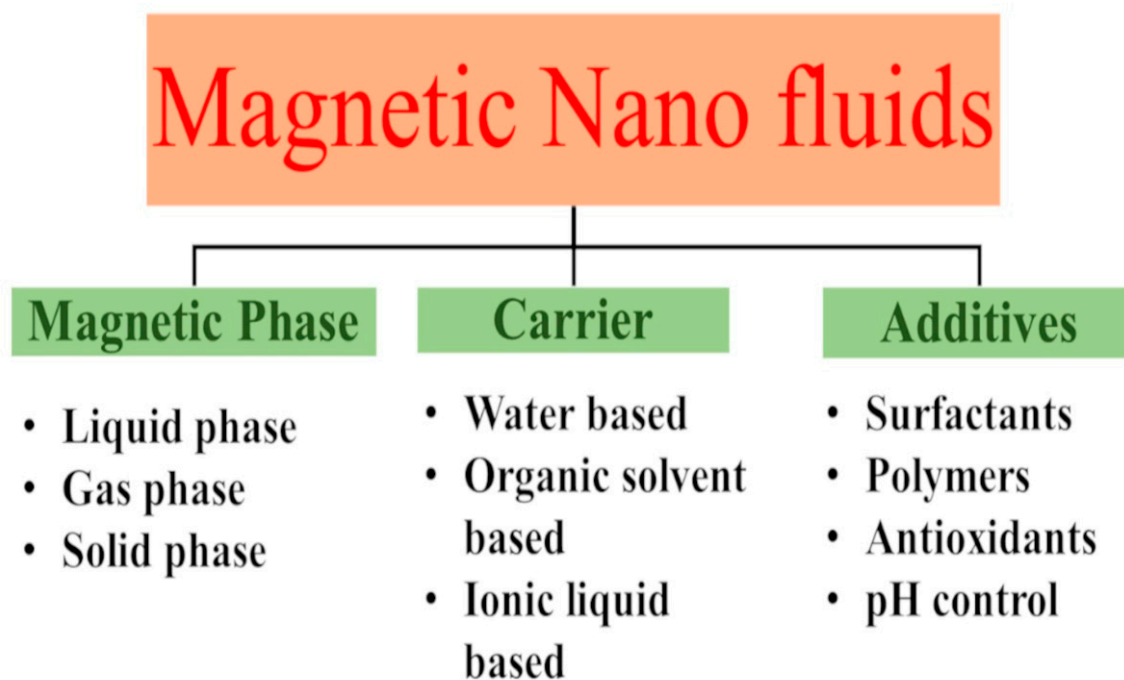 Magnetic Nano fluids
Magnetic Phase
• Liquid phase
• Gas phase
• Solid phase
Carrier
• Water based
• Organic solvent
based
• Ionic liquid
based
Additives
• Surfactants
• Polymers
• Antioxidants
• pH control